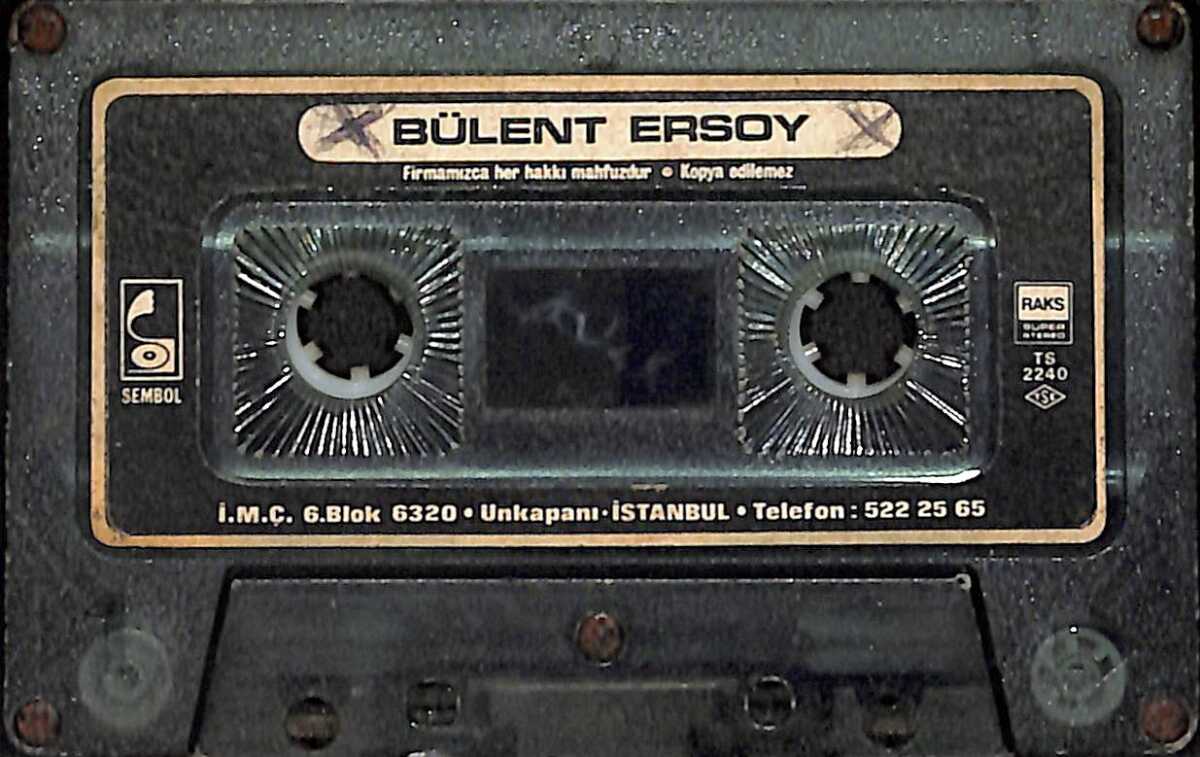 BÜLENT ERSOY
Firmamızca her hakkı mahfuzdur • Kopya edilemez
SEMBOL
RAKS
SUPER
STEREO
TS
2240
TSE
İ.M.Ç. 6.Blok 6320 • Unkapanı·İSTANBUL • Telefon : 522 25 65